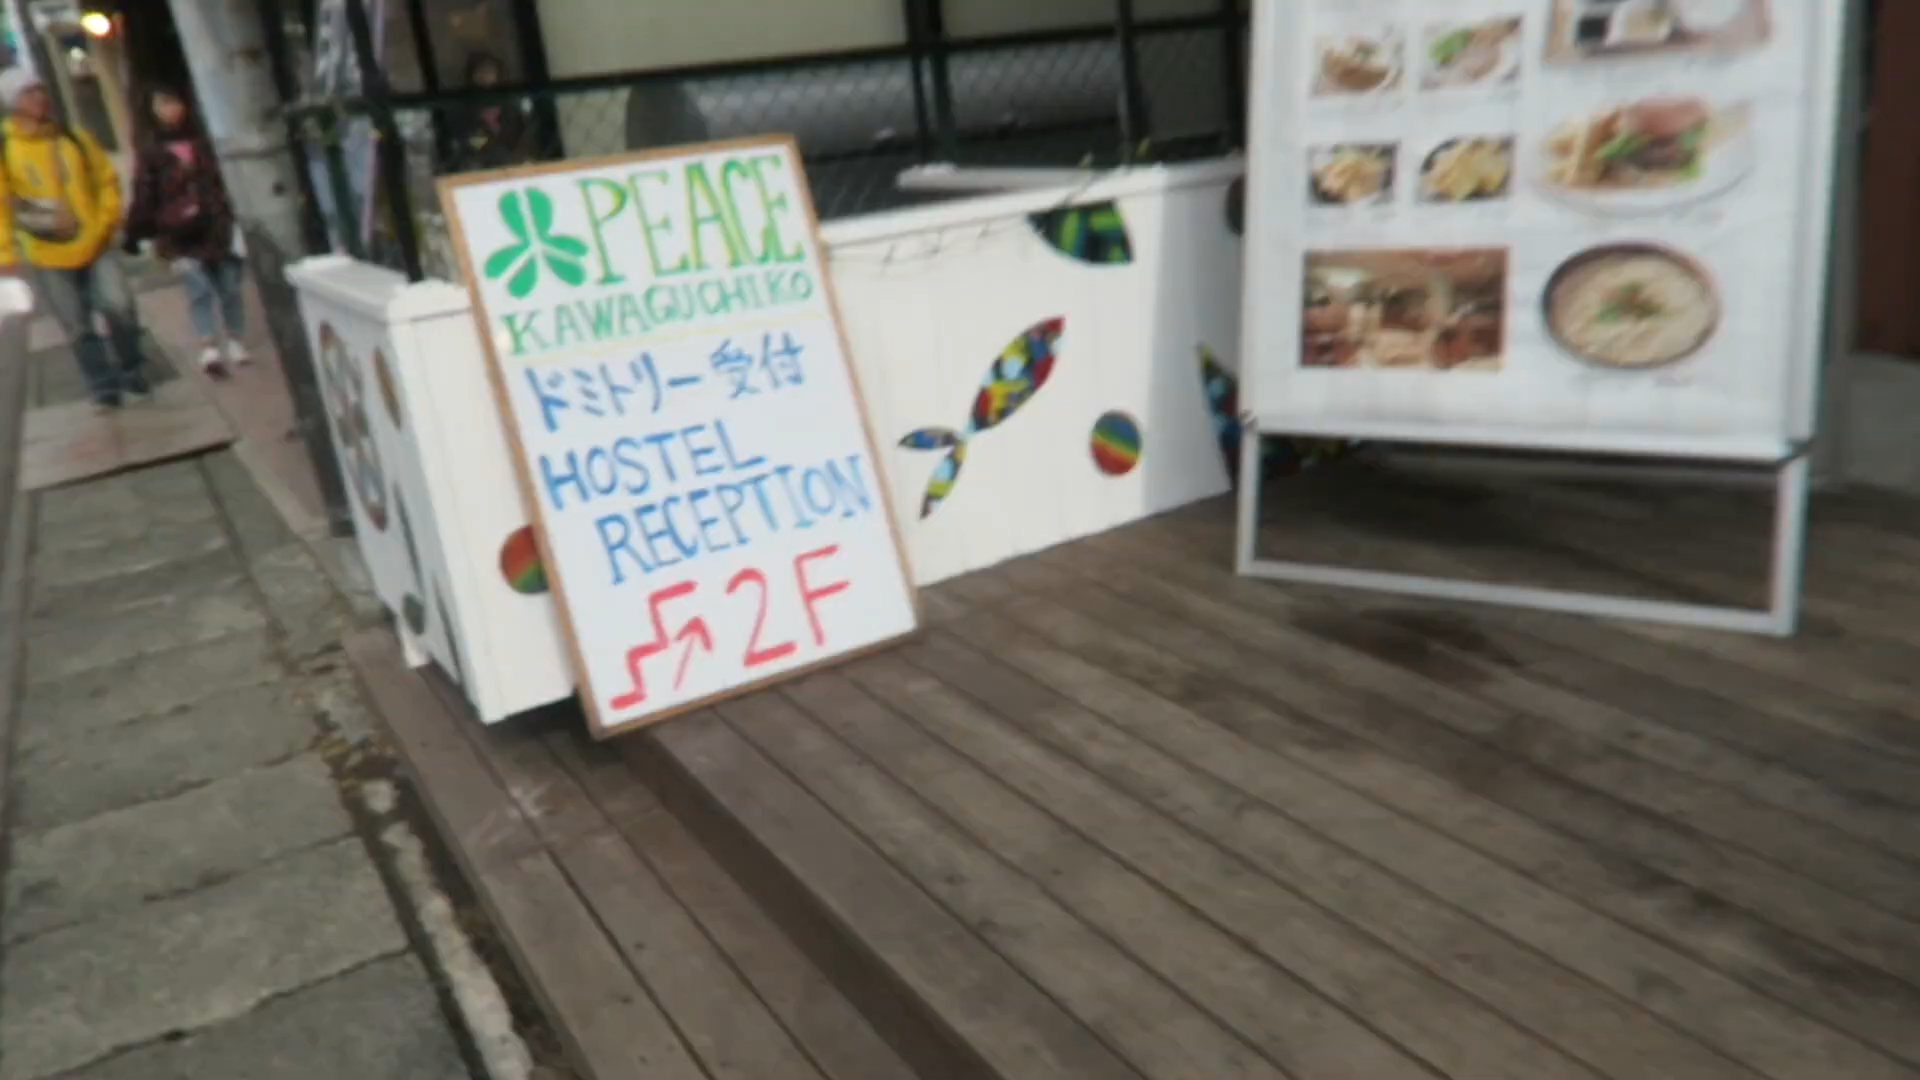 PEACE
KAWAGUCHIKO
ドミトリー受付
HOSTEL
RECEPTION
2F